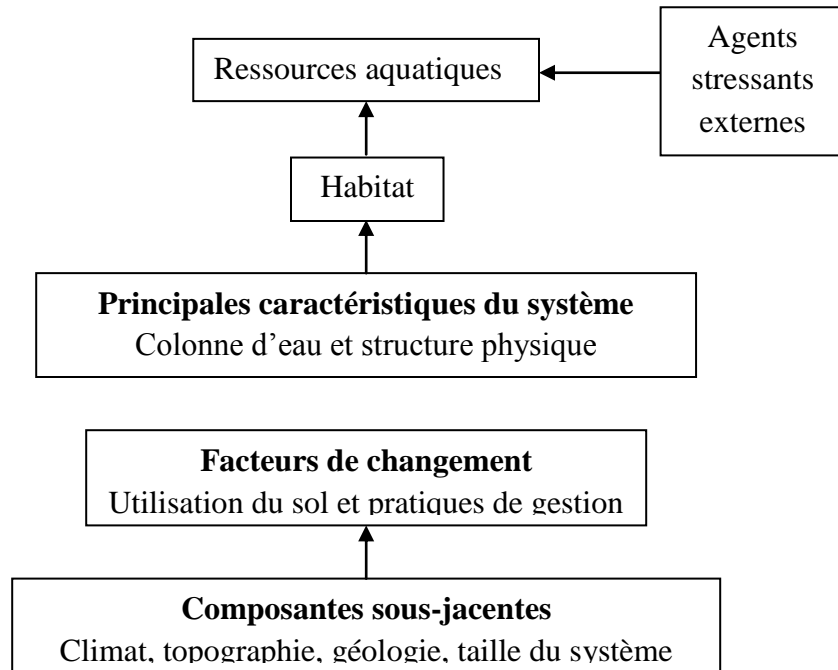 Ressources aquatiques
Agents
stressants
externes
Habitat
Principales caractéristiques du système
Colonne d’eau et structure physique
Facteurs de changement
Utilisation du sol et pratiques de gestion
Composantes sous-jacentes
Climat, topographie, géologie, taille du système